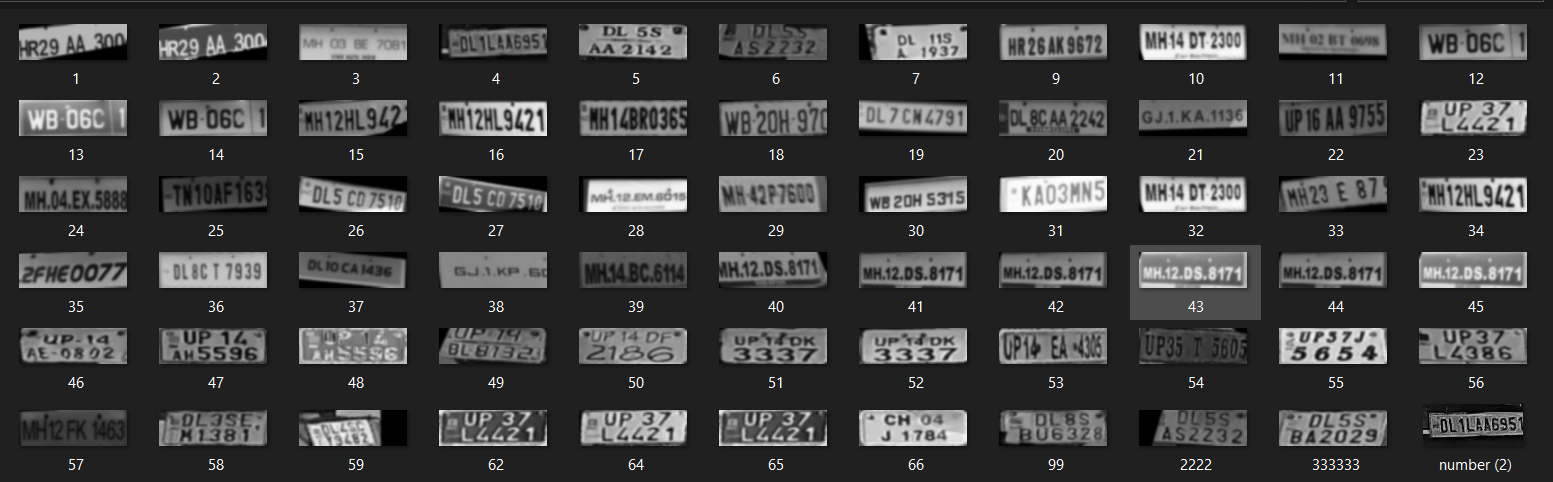 HR29 AA 300
HR29 AA 300
MH 03 BE 7081
DL1LAA6951
DL 5S
AA 2142
DL5S
AS2232
DL 11S
A 1937
HR26AK9672
MH14 DT-2300
MH 02 BT 0698
WB-06C 1
1 2 3 4 5 6 7 9 10 11 12
WB-06C 1
WB-06C 1
MH12HL942
MH12HL9421
MH14BR0365
WB-20H-970
DL7CN4791
DL8CAA2242
GJ.1.KA.1136
UP16 AA 9755
UP 37
L4421
13 14 15 16 17 18 19 20 21 22 23
MH.04.EX.5888
TN10AF163
DL5 CD 7510
DL5 CD 7510
MH.12.EM.6015
MH-42P7600
WB 20H 5315
KA03MN5
MH14 DT-2300
MH23 E 87
MH12HL9421
24 25 26 27 28 29 30 31 32 33 34
2FHE0077
DL8C T 7939
DL10 CA1436
GJ.1.KP.
MH.14.BC.6114
MH.12.DS.8171
MH.12.DS.8171
MH.12.DS.8171
MH.12.DS.8171
MH.12.DS.8171
MH.12.DS.8171
35 36 37 38 39 40 41 42 43 44 45
UP-14
AE-0802
UP 14
AH5596
UP 14
AH5596
UP 14
BL8132
UP 14 DF
2186
UP 14 DK
3337
UP 14 DK
3337
UP14 EA 4305
UP35 T 5605
UP57J
5654
UP37
L4386
46 47 48 49 50 51 52 53 54 55 56
MH12 FK 1463
DL3SE
M1381
UP 37
L4421
UP 37
L4421
UP 37
L4421
CH 04
J 1784
DL8S
BU6328
DL5S
AS2232
DL5S
BA2029
DL1LAA6951
57 58 59 62 64 65 66 99 2222 333333 number (2)